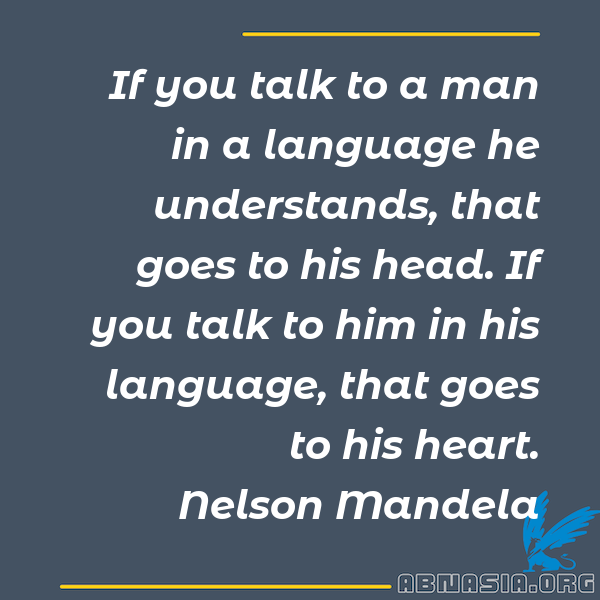 If you talk to a man
in a language he
understands, that
goes to his head. If
you talk to him in his
language, that goes
to his heart.
Nelson Mandela
ABNASIA.ORG